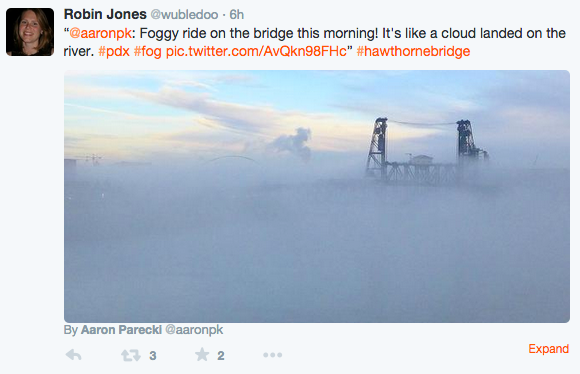 Robin Jones @wubledoo · 6h
“@aaronpk: Foggy ride on the bridge this morning! It's like a cloud landed on the
river. #pdx #fog pic.twitter.com/AvQkn98FHc” #hawthornebridge
By Aaron Parecki @aaronpk
3 2
Expand